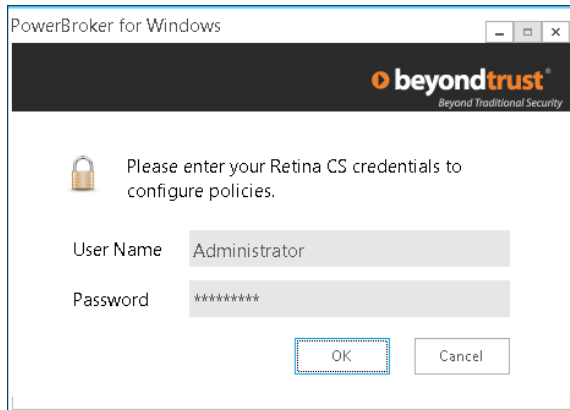 PowerBroker for Windows
beyondtrust®
Beyond Traditional Security
Please enter your Retina CS credentials to
configure policies.
User Name Administrator
Password *********
OK Cancel